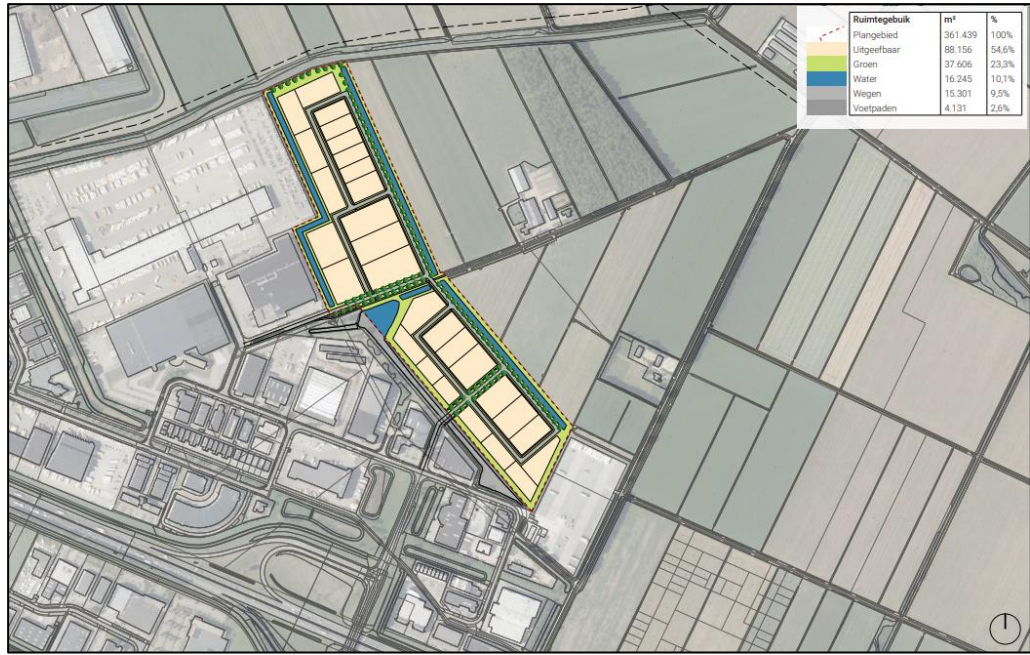 Ruimtegebuik m² %
Plangebied 361.439 100%
Uitgeefbaar 88.156 54,6%
Groen 37.606 23,3%
Water 16.245 10,1%
Wegen 15.301 9,5%
Voetpaden 4.131 2,6%